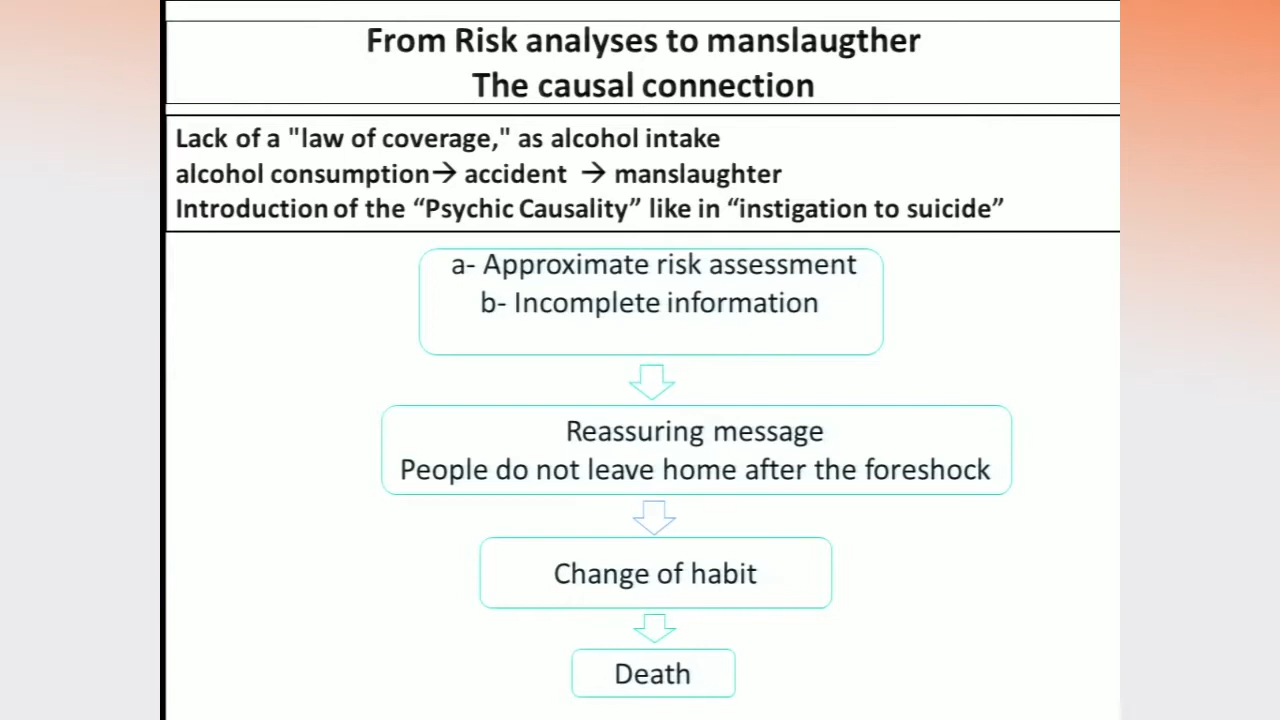 From Risk analyses to manslaugther
The causal connection
Lack of a "law of coverage," as alcohol intake
alcohol consumption→ accident → manslaughter
Introduction of the “Psychic Causality” like in “instigation to suicide”
a- Approximate risk assessment
b- Incomplete information
Reassuring message
People do not leave home after the foreshock
Change of habit
Death